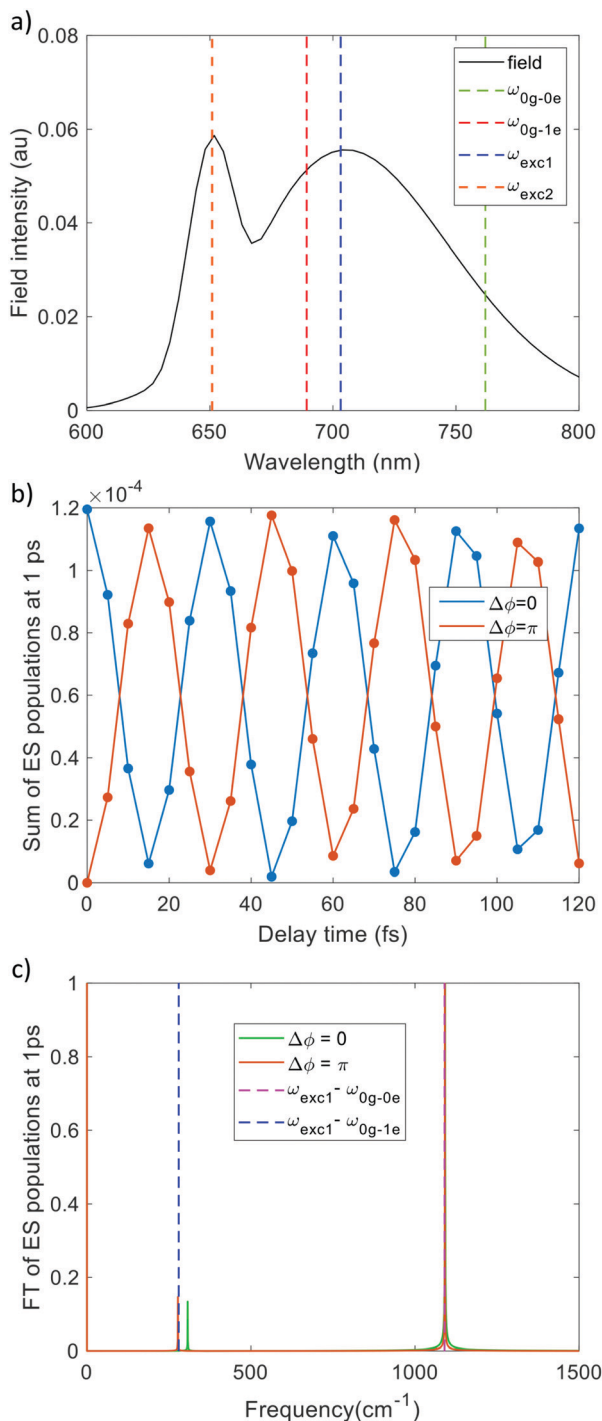 a)
0.08
0.06
0.04
0.02
0
Field intensity (au)
field
ω0g-0e
ω0g-1e
ωexc1
ωexc2
600 650 700 750 800
Wavelength (nm)
b)
×10-4
1.2
1
0.8
0.6
0.4
0.2
0
Sum of ES populations at 1 ps
Δϕ=0
Δϕ=π
0 20 40 60 80 100 120
Delay time (fs)
c)
1
0.8
0.6
0.4
0.2
0
FT of ES populations at 1ps
Δϕ = 0
Δϕ = π
ωexc1- ω0g-0e
ωexc1- ω0g-1e
0 500 1000 1500
Frequency(cm-1)